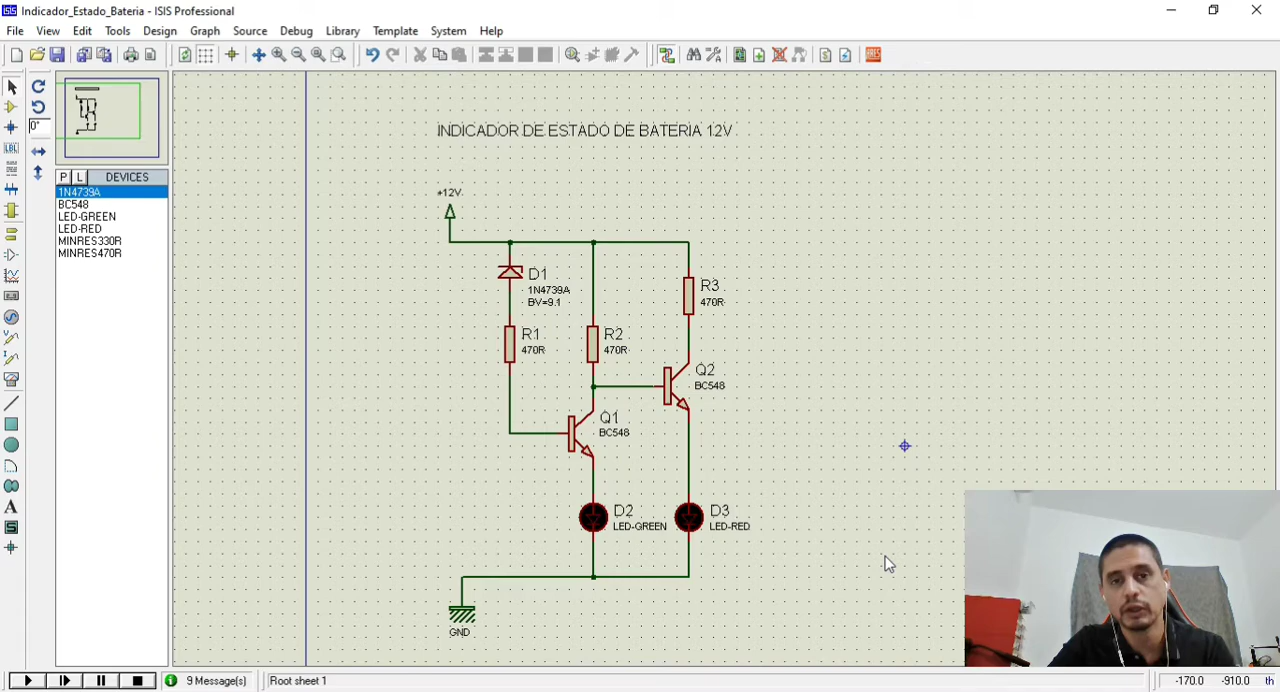 Indicador_Estado_Bateria - ISIS Professional
File View Edit Tools Design Graph Source Debug Library Template System Help
0°
LBL
P L DEVICES
1N4739A
BC548
LED-GREEN
LED-RED
MINRES330R
MINRES470R
A
S
ARES
INDICADOR DE ESTADO DE BATERIA 12V
+12V
D1
1N4739A
BV=9.1
R3
470R
R1
470R
R2
470R
Q2
BC548
Q1
BC548
D2
LED-GREEN
D3
LED-RED
GND
9 Message(s) Root sheet 1 -170.0 -910.0 th